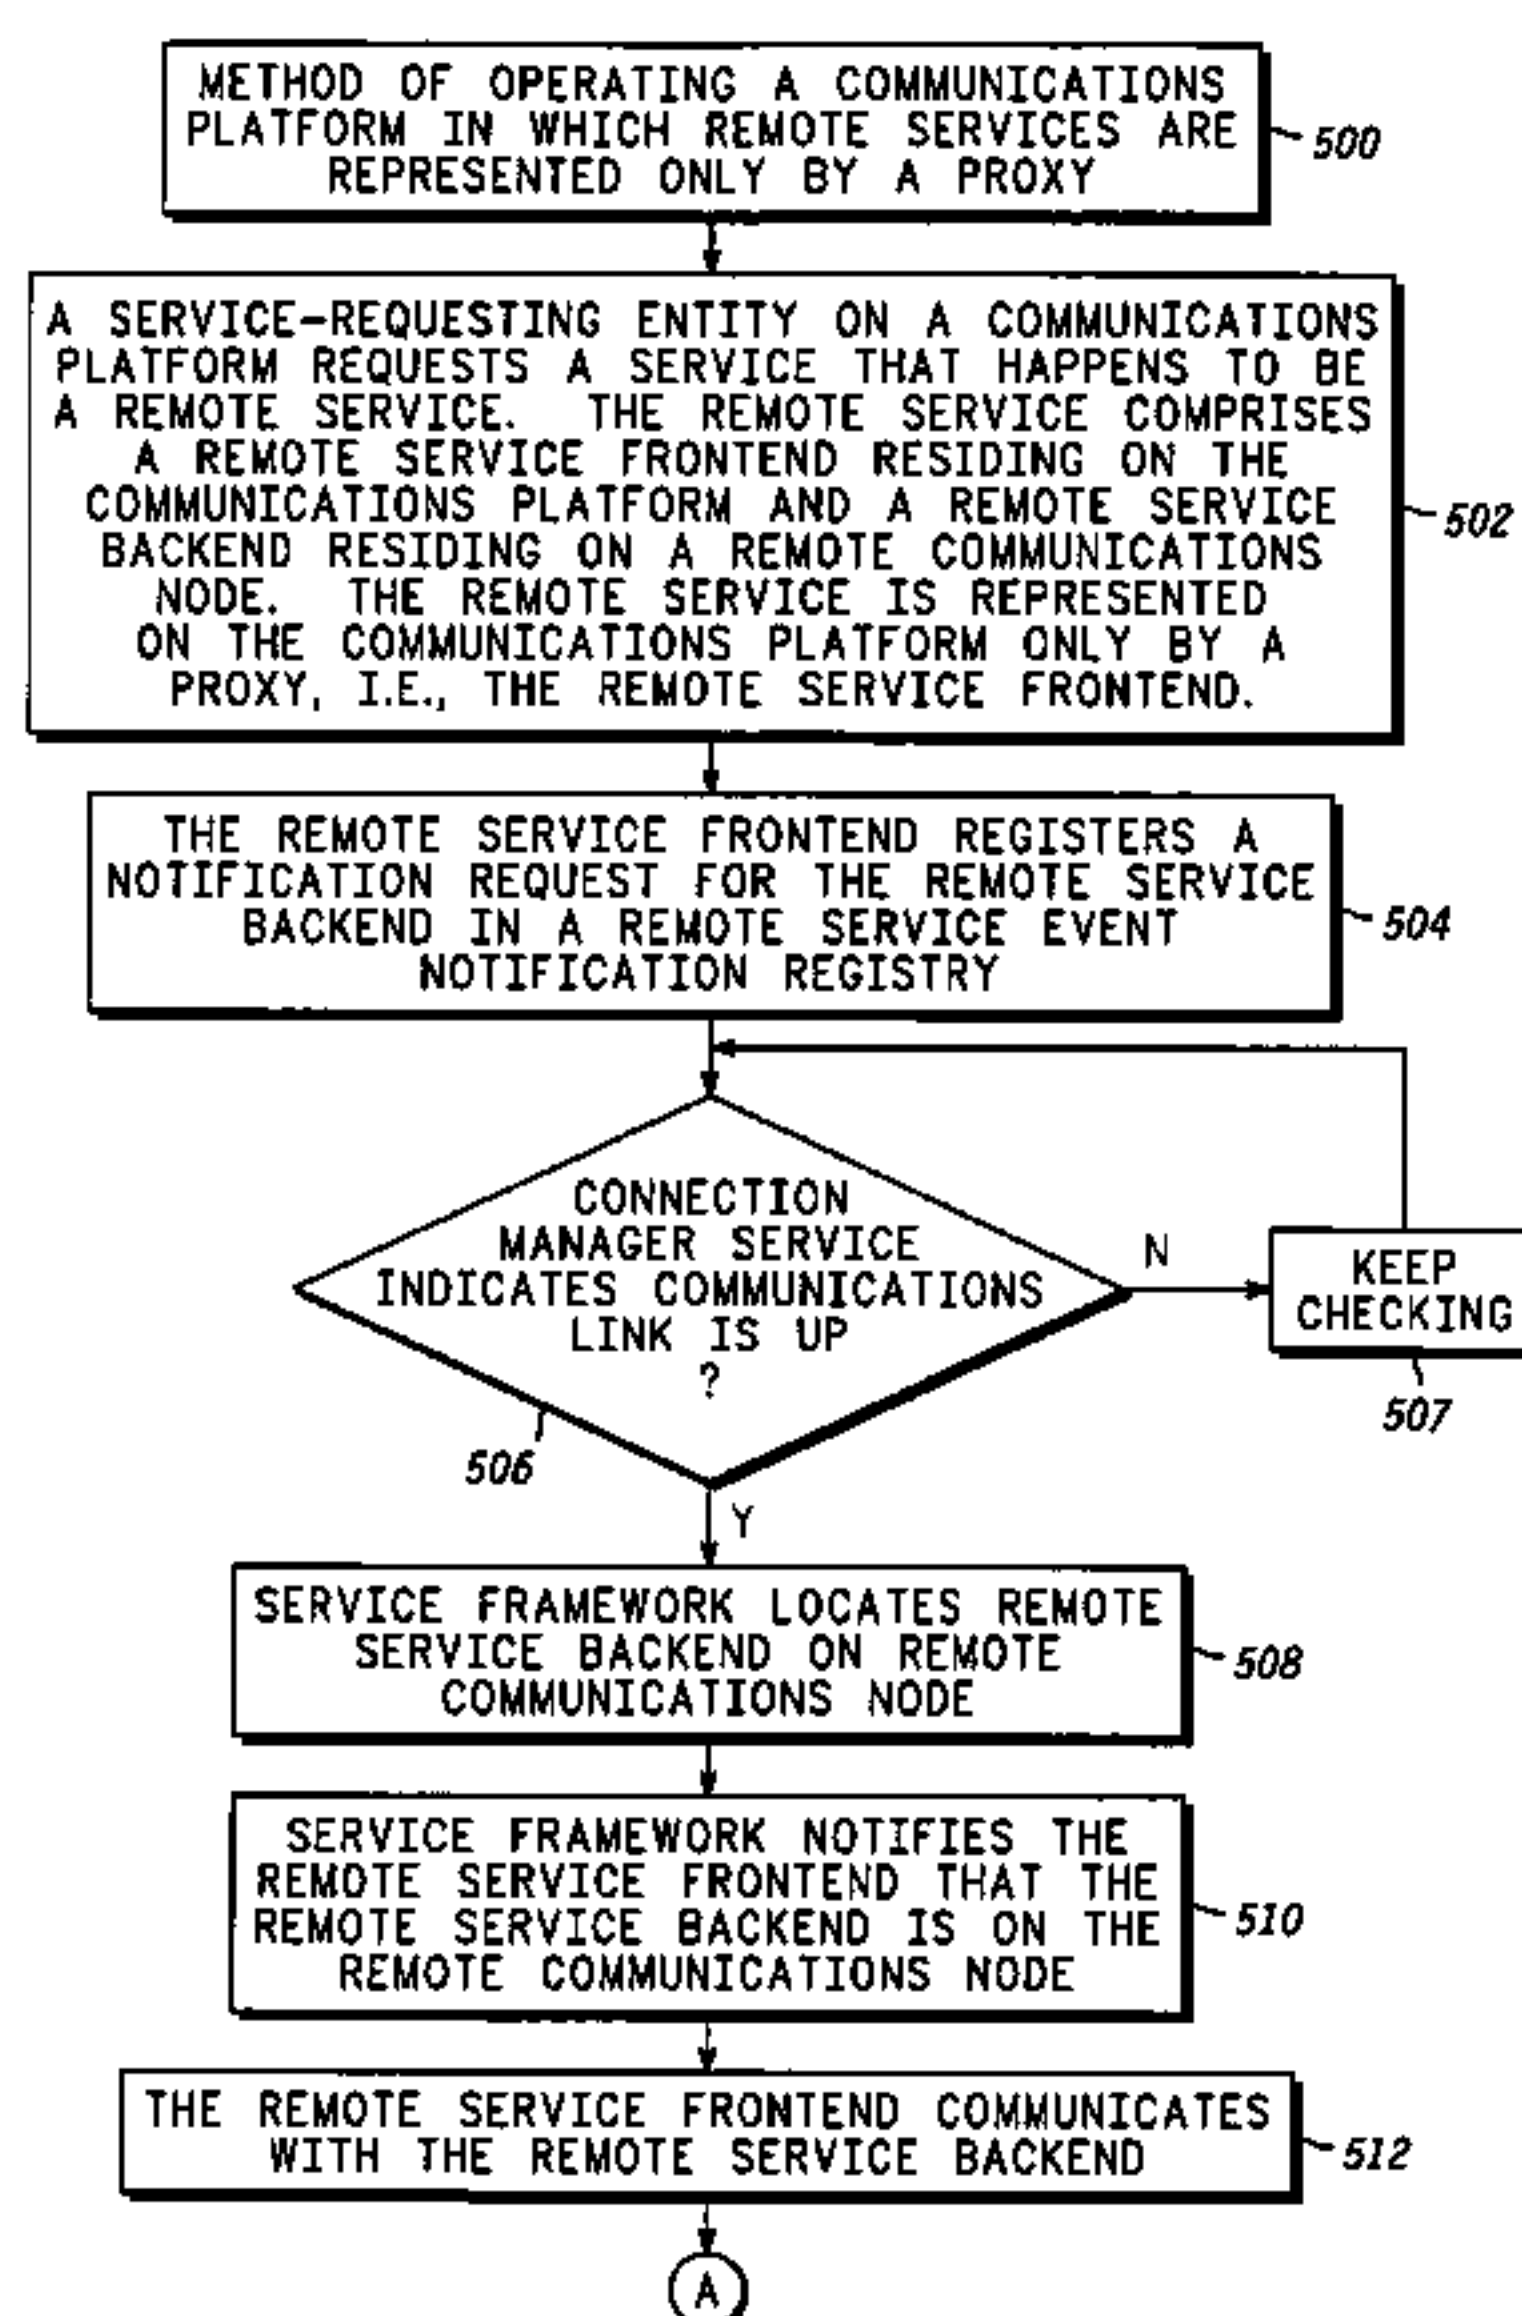 METHOD OF OPERATING A COMMUNICATIONS
PLATFORM IN WHICH REMOTE SERVICES ARE
REPRESENTED ONLY BY A PROXY
500
A SERVICE-REQUESTING ENTITY ON A COMMUNICATIONS
PLATFORM REQUESTS A SERVICE THAT HAPPENS TO BE
A REMOTE SERVICE. THE REMOTE SERVICE COMPRISES
A REMOTE SERVICE FRONTEND RESIDING ON THE
COMMUNICATIONS PLATFORM AND A REMOTE SERVICE
BACKEND RESIDING ON A REMOTE COMMUNICATIONS
NODE. THE REMOTE SERVICE IS REPRESENTED
ON THE COMMUNICATIONS PLATFORM ONLY BY A
PROXY, I.E., THE REMOTE SERVICE FRONTEND.
502
THE REMOTE SERVICE FRONTEND REGISTERS A
NOTIFICATION REQUEST FOR THE REMOTE SERVICE
BACKEND IN A REMOTE SERVICE EVENT
NOTIFICATION REGISTRY
504
CONNECTION
MANAGER SERVICE
INDICATES COMMUNICATIONS
LINK IS UP
?
506
N
KEEP
CHECKING
507
Y
SERVICE FRAMEWORK LOCATES REMOTE
SERVICE BACKEND ON REMOTE
COMMUNICATIONS NODE
508
SERVICE FRAMEWORK NOTIFIES THE
REMOTE SERVICE FRONTEND THAT THE
REMOTE SERVICE BACKEND IS ON THE
REMOTE COMMUNICATIONS NODE
510
THE REMOTE SERVICE FRONTEND COMMUNICATES
WITH THE REMOTE SERVICE BACKEND
512
A